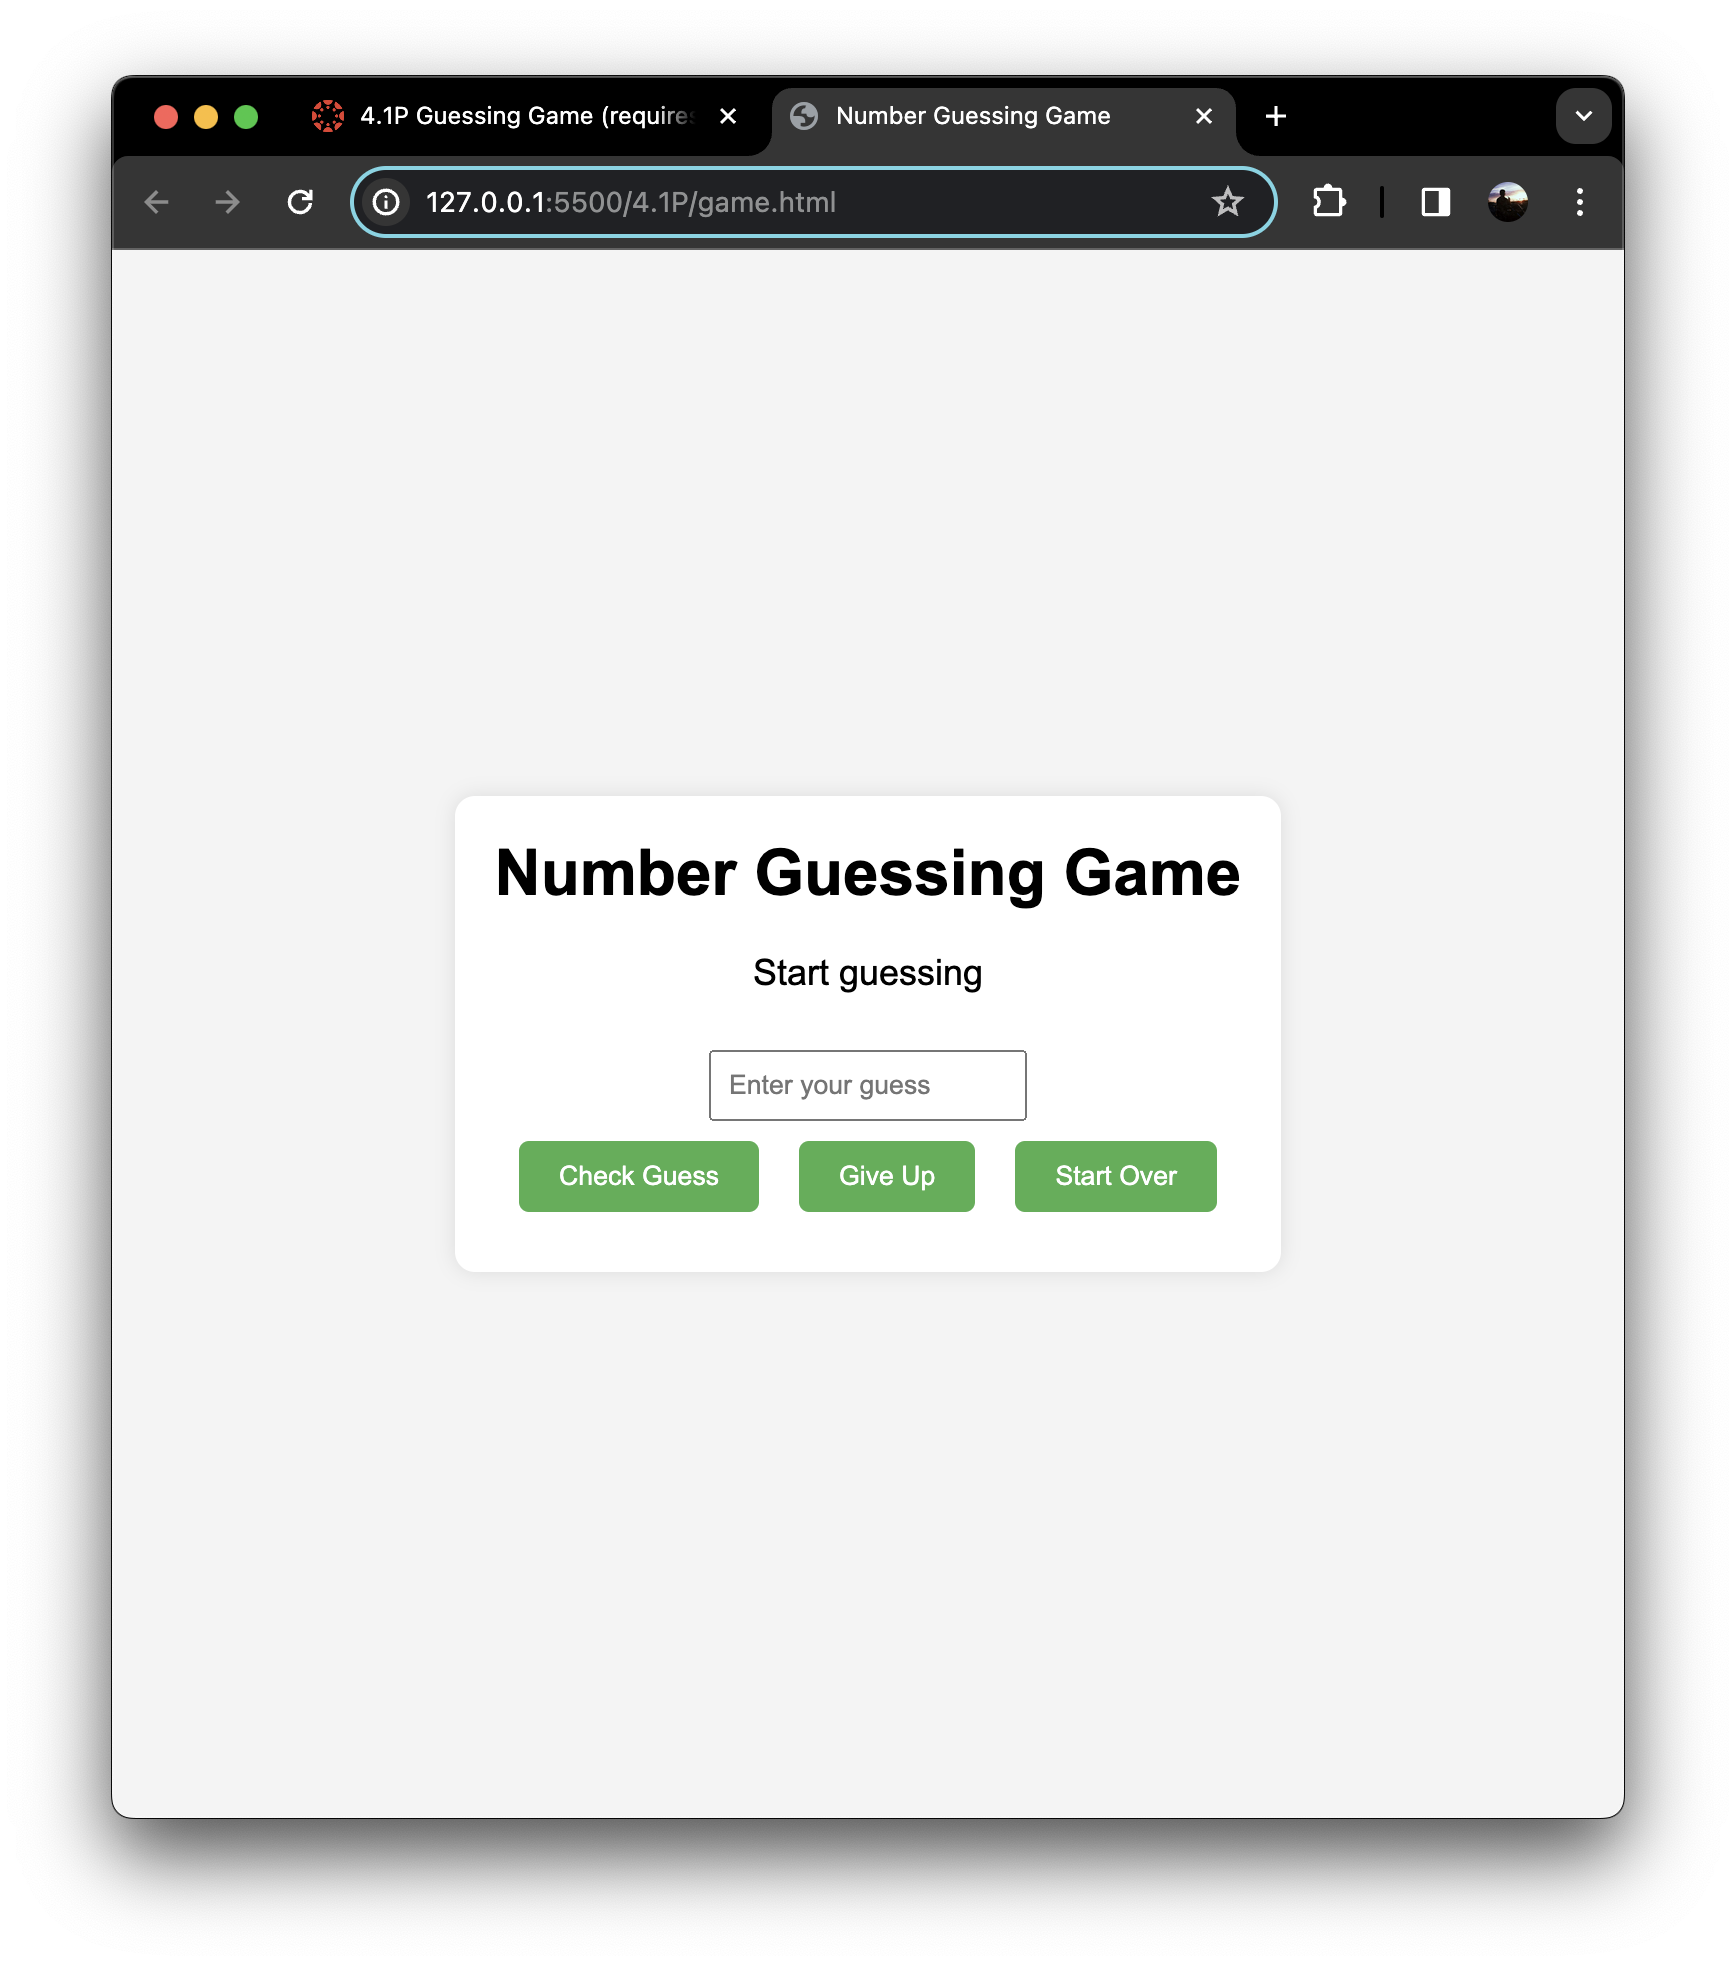 4.1P Guessing Game (require
Number Guessing Game
127.0.0.1:5500/4.1P/game.html
Number Guessing Game
Start guessing
Enter your guess
Check Guess Give Up Start Over